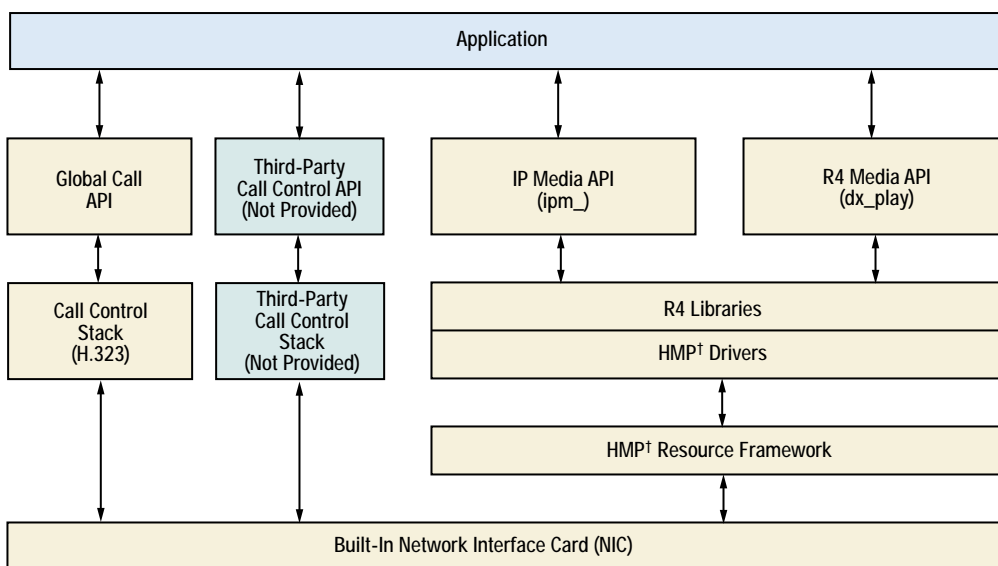 Application
Global Call
API
Third-Party
Call Control API
(Not Provided)
IP Media API
(ipm_)
R4 Media API
(dx_play)
Call Control
Stack
(H.323)
Third-Party
Call Control
Stack
(Not Provided)
R4 Libraries
HMP† Drivers
HMP† Resource Framework
Built-In Network Interface Card (NIC)